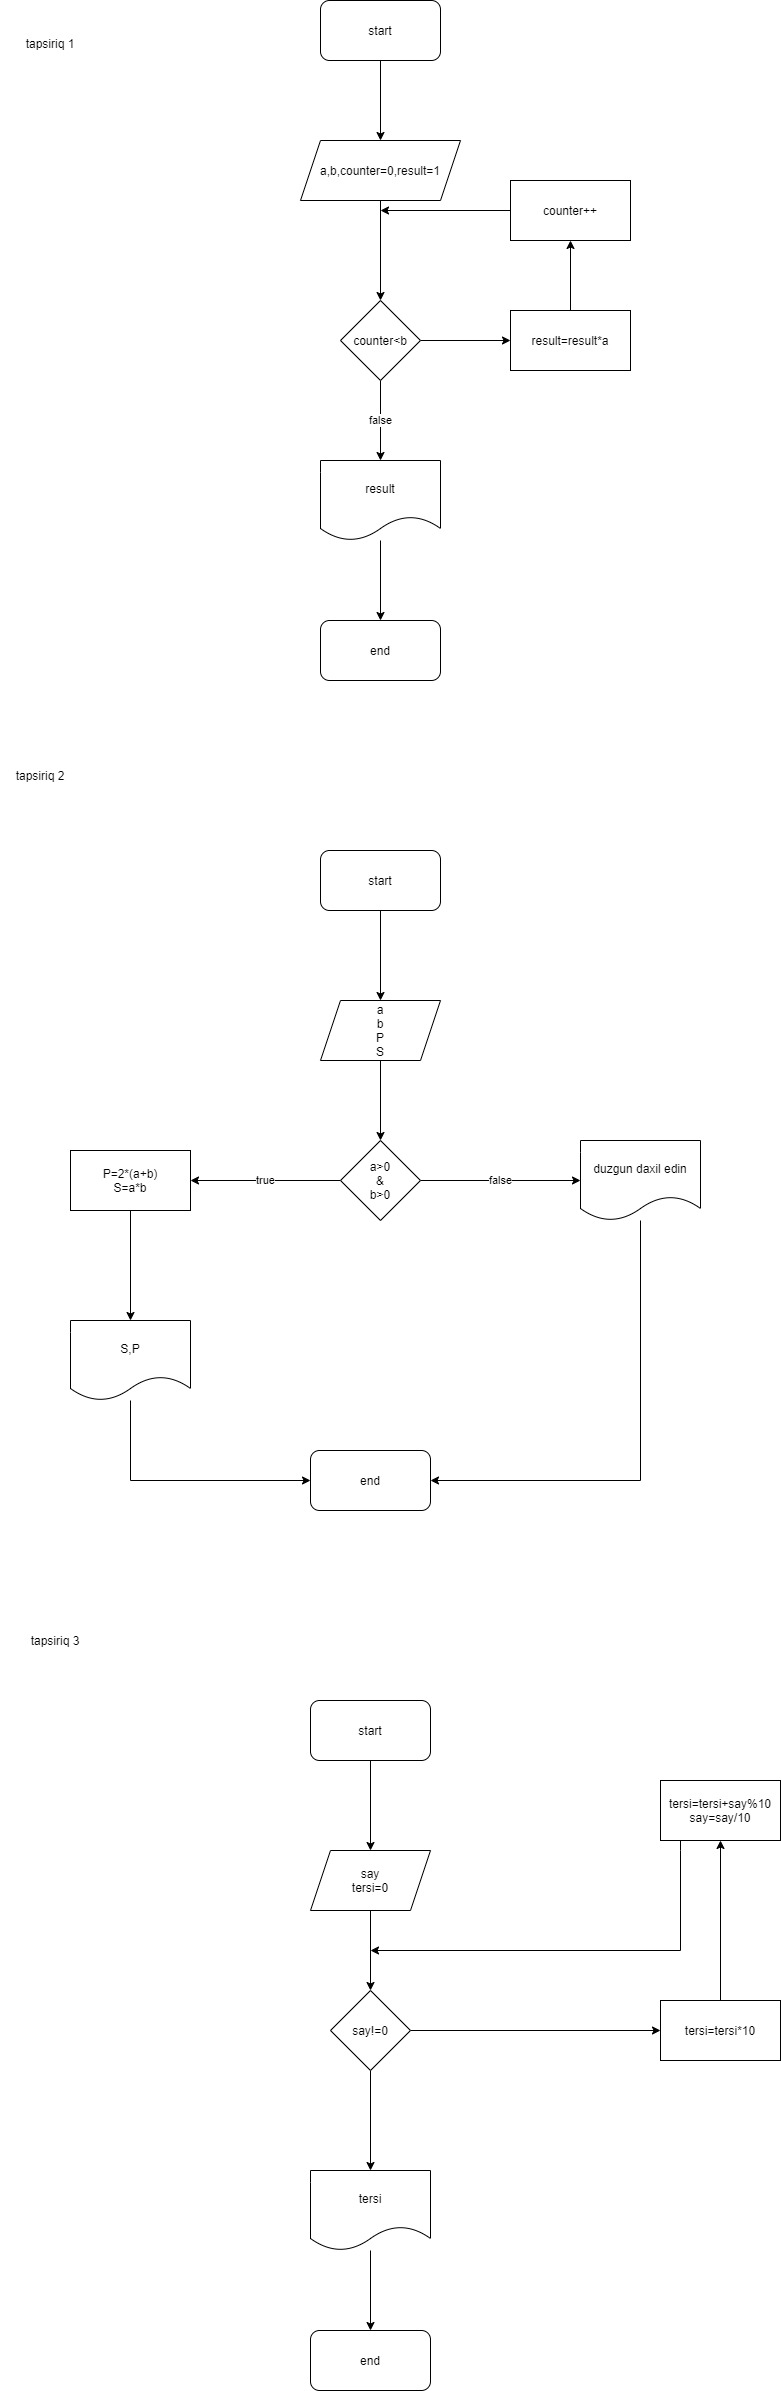 start
tapsiriq 1
a,b,counter=0,result=1
counter++
counter<b
result=result*a
false
result
end
tapsiriq 2
start
a
b
P
S
a>0
&
b>0
true
false
P=2*(a+b)
S=a*b
duzgun daxil edin
S,P
end
tapsiriq 3
start
tersi=tersi+say%10
say=say/10
say
tersi=0
say!=0
tersi=tersi*10
tersi
end